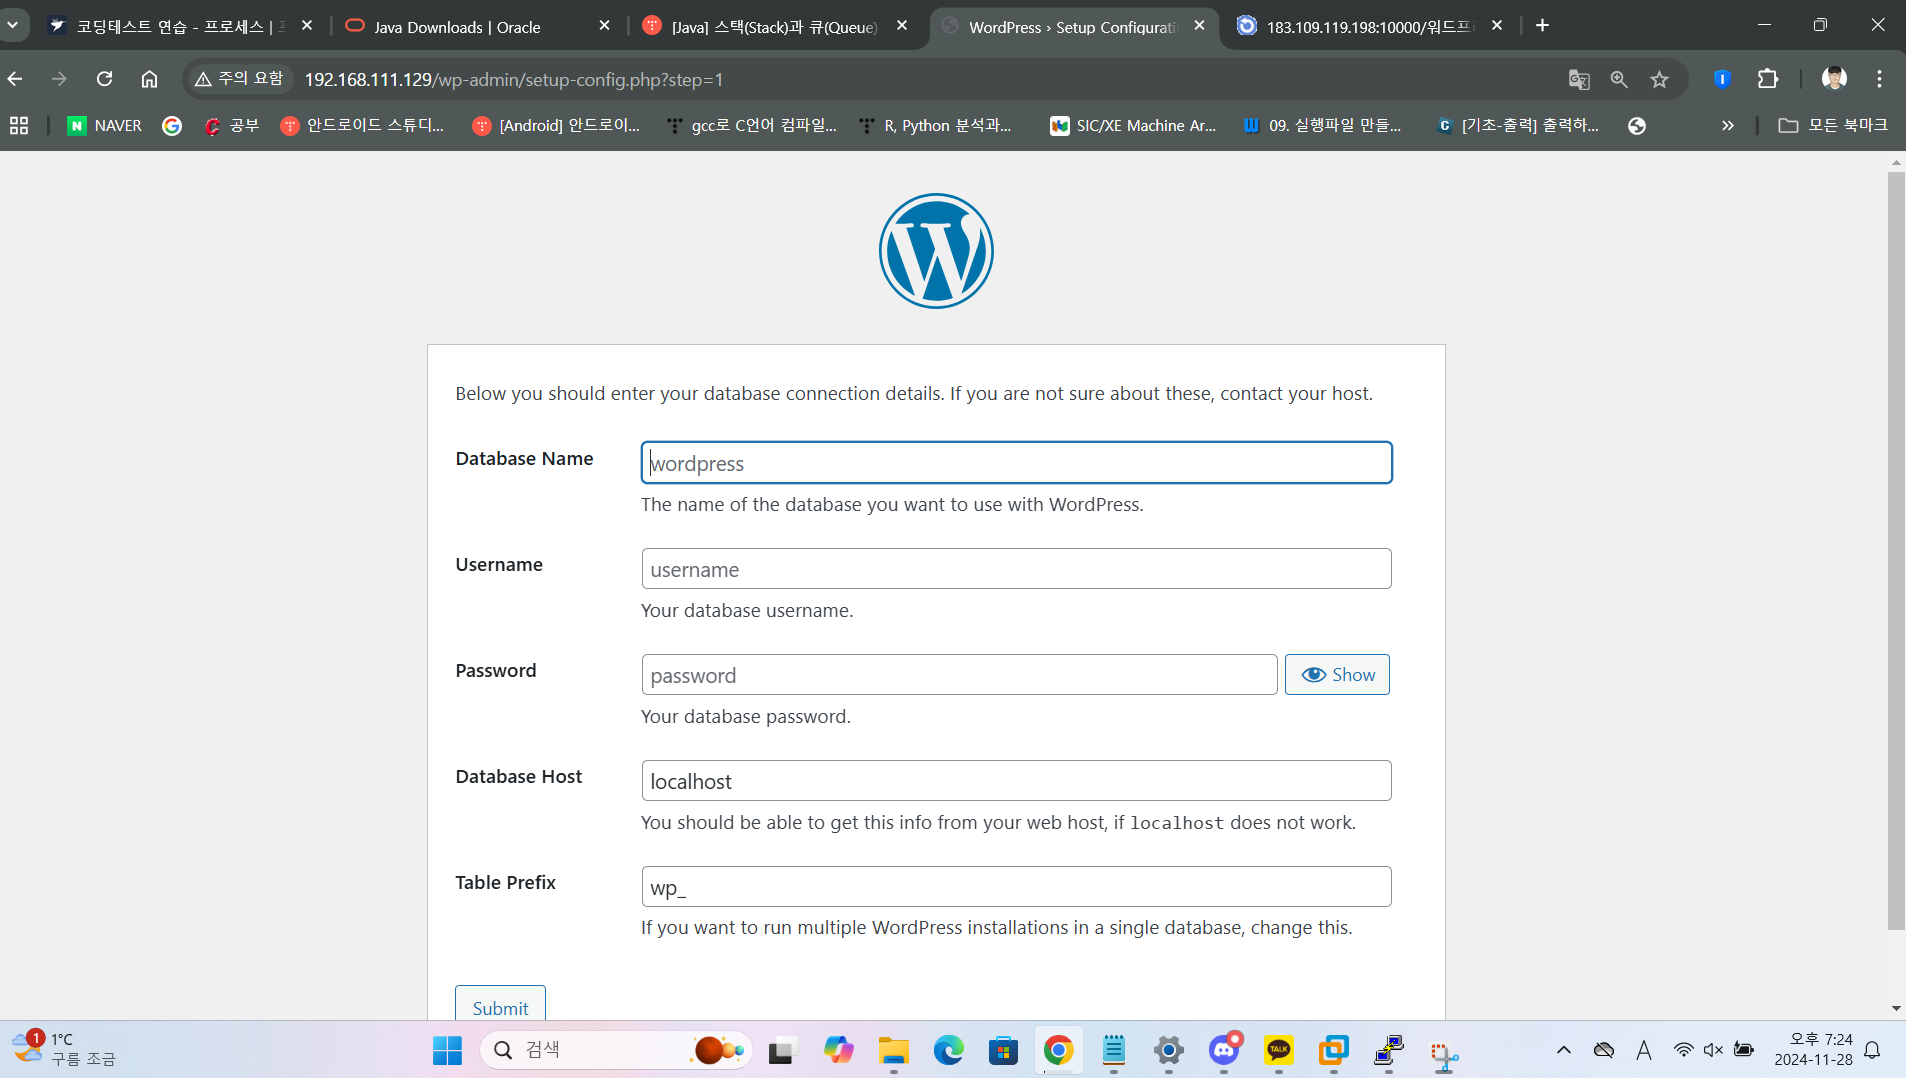 코딩테스트 연습 - 프로세스 |
Java Downloads | Oracle
[Java] 스택(Stack)과 큐(Queue)
WordPress › Setup Configurati
183.109.119.198:10000/워드프
주의 요함
192.168.111.129/wp-admin/setup-config.php?step=1
NAVER
공부
안드로이드 스튜디...
[Android] 안드로이...
gcc로 C언어 컴파일...
R, Python 분석과...
SIC/XE Machine Ar...
09. 실행파일 만들...
[기초-출력] 출력하...
»
모든 북마크
Below you should enter your database connection details. If you are not sure about these, contact your host.
Database Name
wordpress
The name of the database you want to use with WordPress.
Username
username
Your database username.
Password
password
Show
Your database password.
Database Host
localhost
You should be able to get this info from your web host, if localhost does not work.
Table Prefix
wp_
If you want to run multiple WordPress installations in a single database, change this.
Submit
1
1°C
구름 조금
검색
TALK
A
오후 7:24
2024-11-28